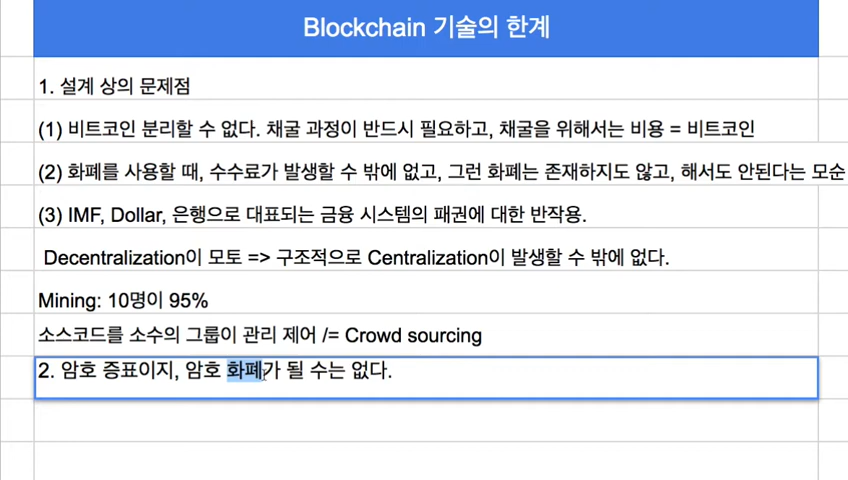 Blockchain 기술의 한계
1. 설계 상의 문제점
(1) 비트코인 분리할 수 없다. 채굴 과정이 반드시 필요하고, 채굴을 위해서는 비용 = 비트코인
(2) 화폐를 사용할 때, 수수료가 발생할 수 밖에 없고, 그런 화폐는 존재하지도 않고, 해서도 안된다는 모순
(3) IMF, Dollar, 은행으로 대표되는 금융 시스템의 패권에 대한 반작용.
Decentralization이 모토 => 구조적으로 Centralization이 발생할 수 밖에 없다.
Mining: 10명이 95%
소스코드를 소수의 그룹이 관리 제어 /= Crowd sourcing
2. 암호 증표이지, 암호 화폐가 될 수는 없다.